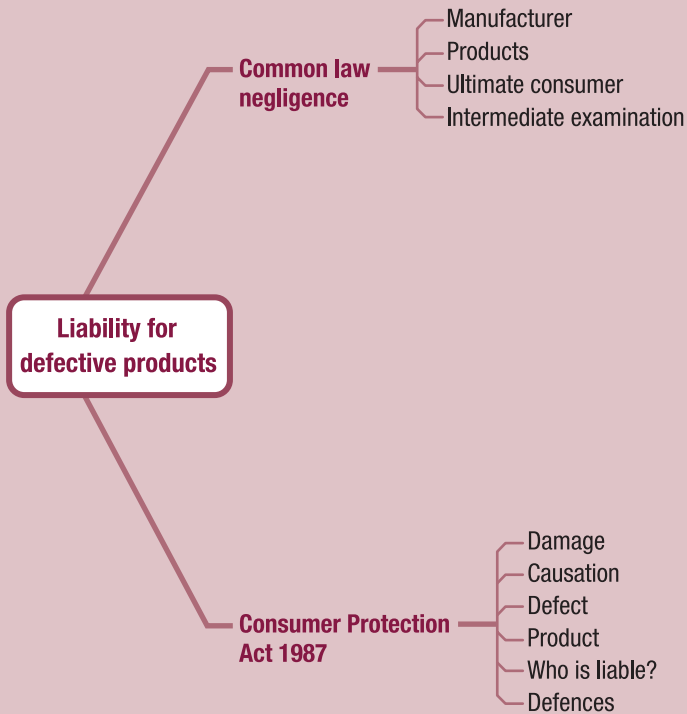 Manufacturer
Products
Ultimate consumer
Intermediate examination
Common law
negligence
Liability for
defective products
Damage
Causation
Defect
Product
Who is liable?
Defences
Consumer Protection
Act 1987